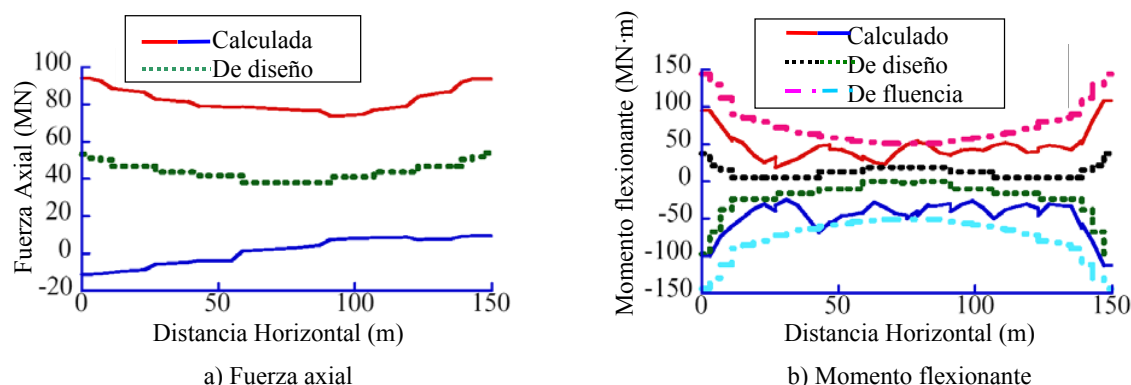 Calculada
De diseño
Fuerza Axial (MN)
100
80
60
40
20
0
-20
0
50
100
150
Distancia Horizontal (m)
a) Fuerza axial
Calculado
De diseño
De fluencia
Momento flexionante (MN·m)
150
100
50
0
-50
-100
-150
0
50
100
150
Distancia Horizontal (m)
b) Momento flexionante